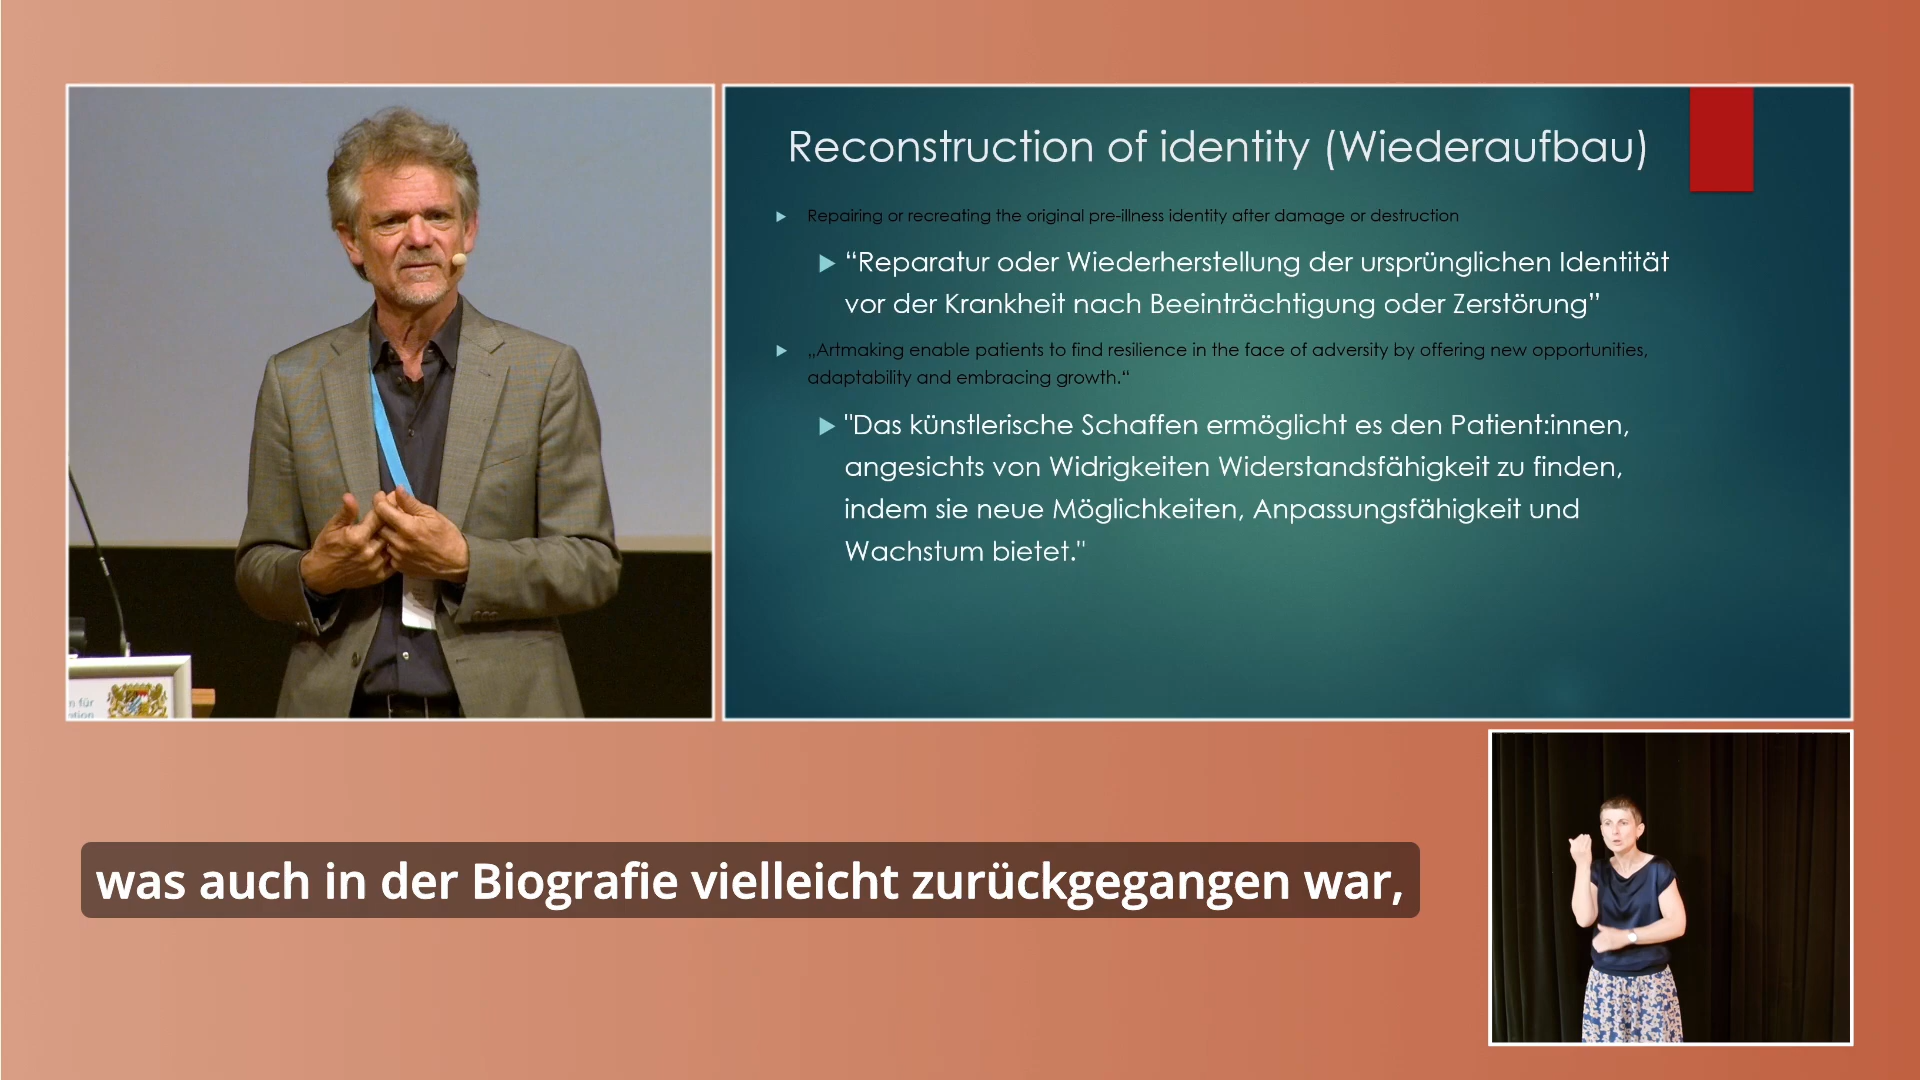 Reconstruction of identity (Wiederaufbau)
Repairing or recreating the original pre-illness identity after damage or destruction
“Reparatur oder Wiederherstellung der ursprünglichen Identität
vor der Krankheit nach Beeinträchtigung oder Zerstörung”
„Artmaking enable patients to find resilience in the face of adversity by offering new opportunities,
adaptability and embracing growth.“
"Das künstlerische Schaffen ermöglicht es den Patient:innen,
angesichts von Widrigkeiten Widerstandsfähigkeit zu finden,
indem sie neue Möglichkeiten, Anpassungsfähigkeit und
Wachstum bietet."
für
was auch in der Biografie vielleicht zurückgegangen war,